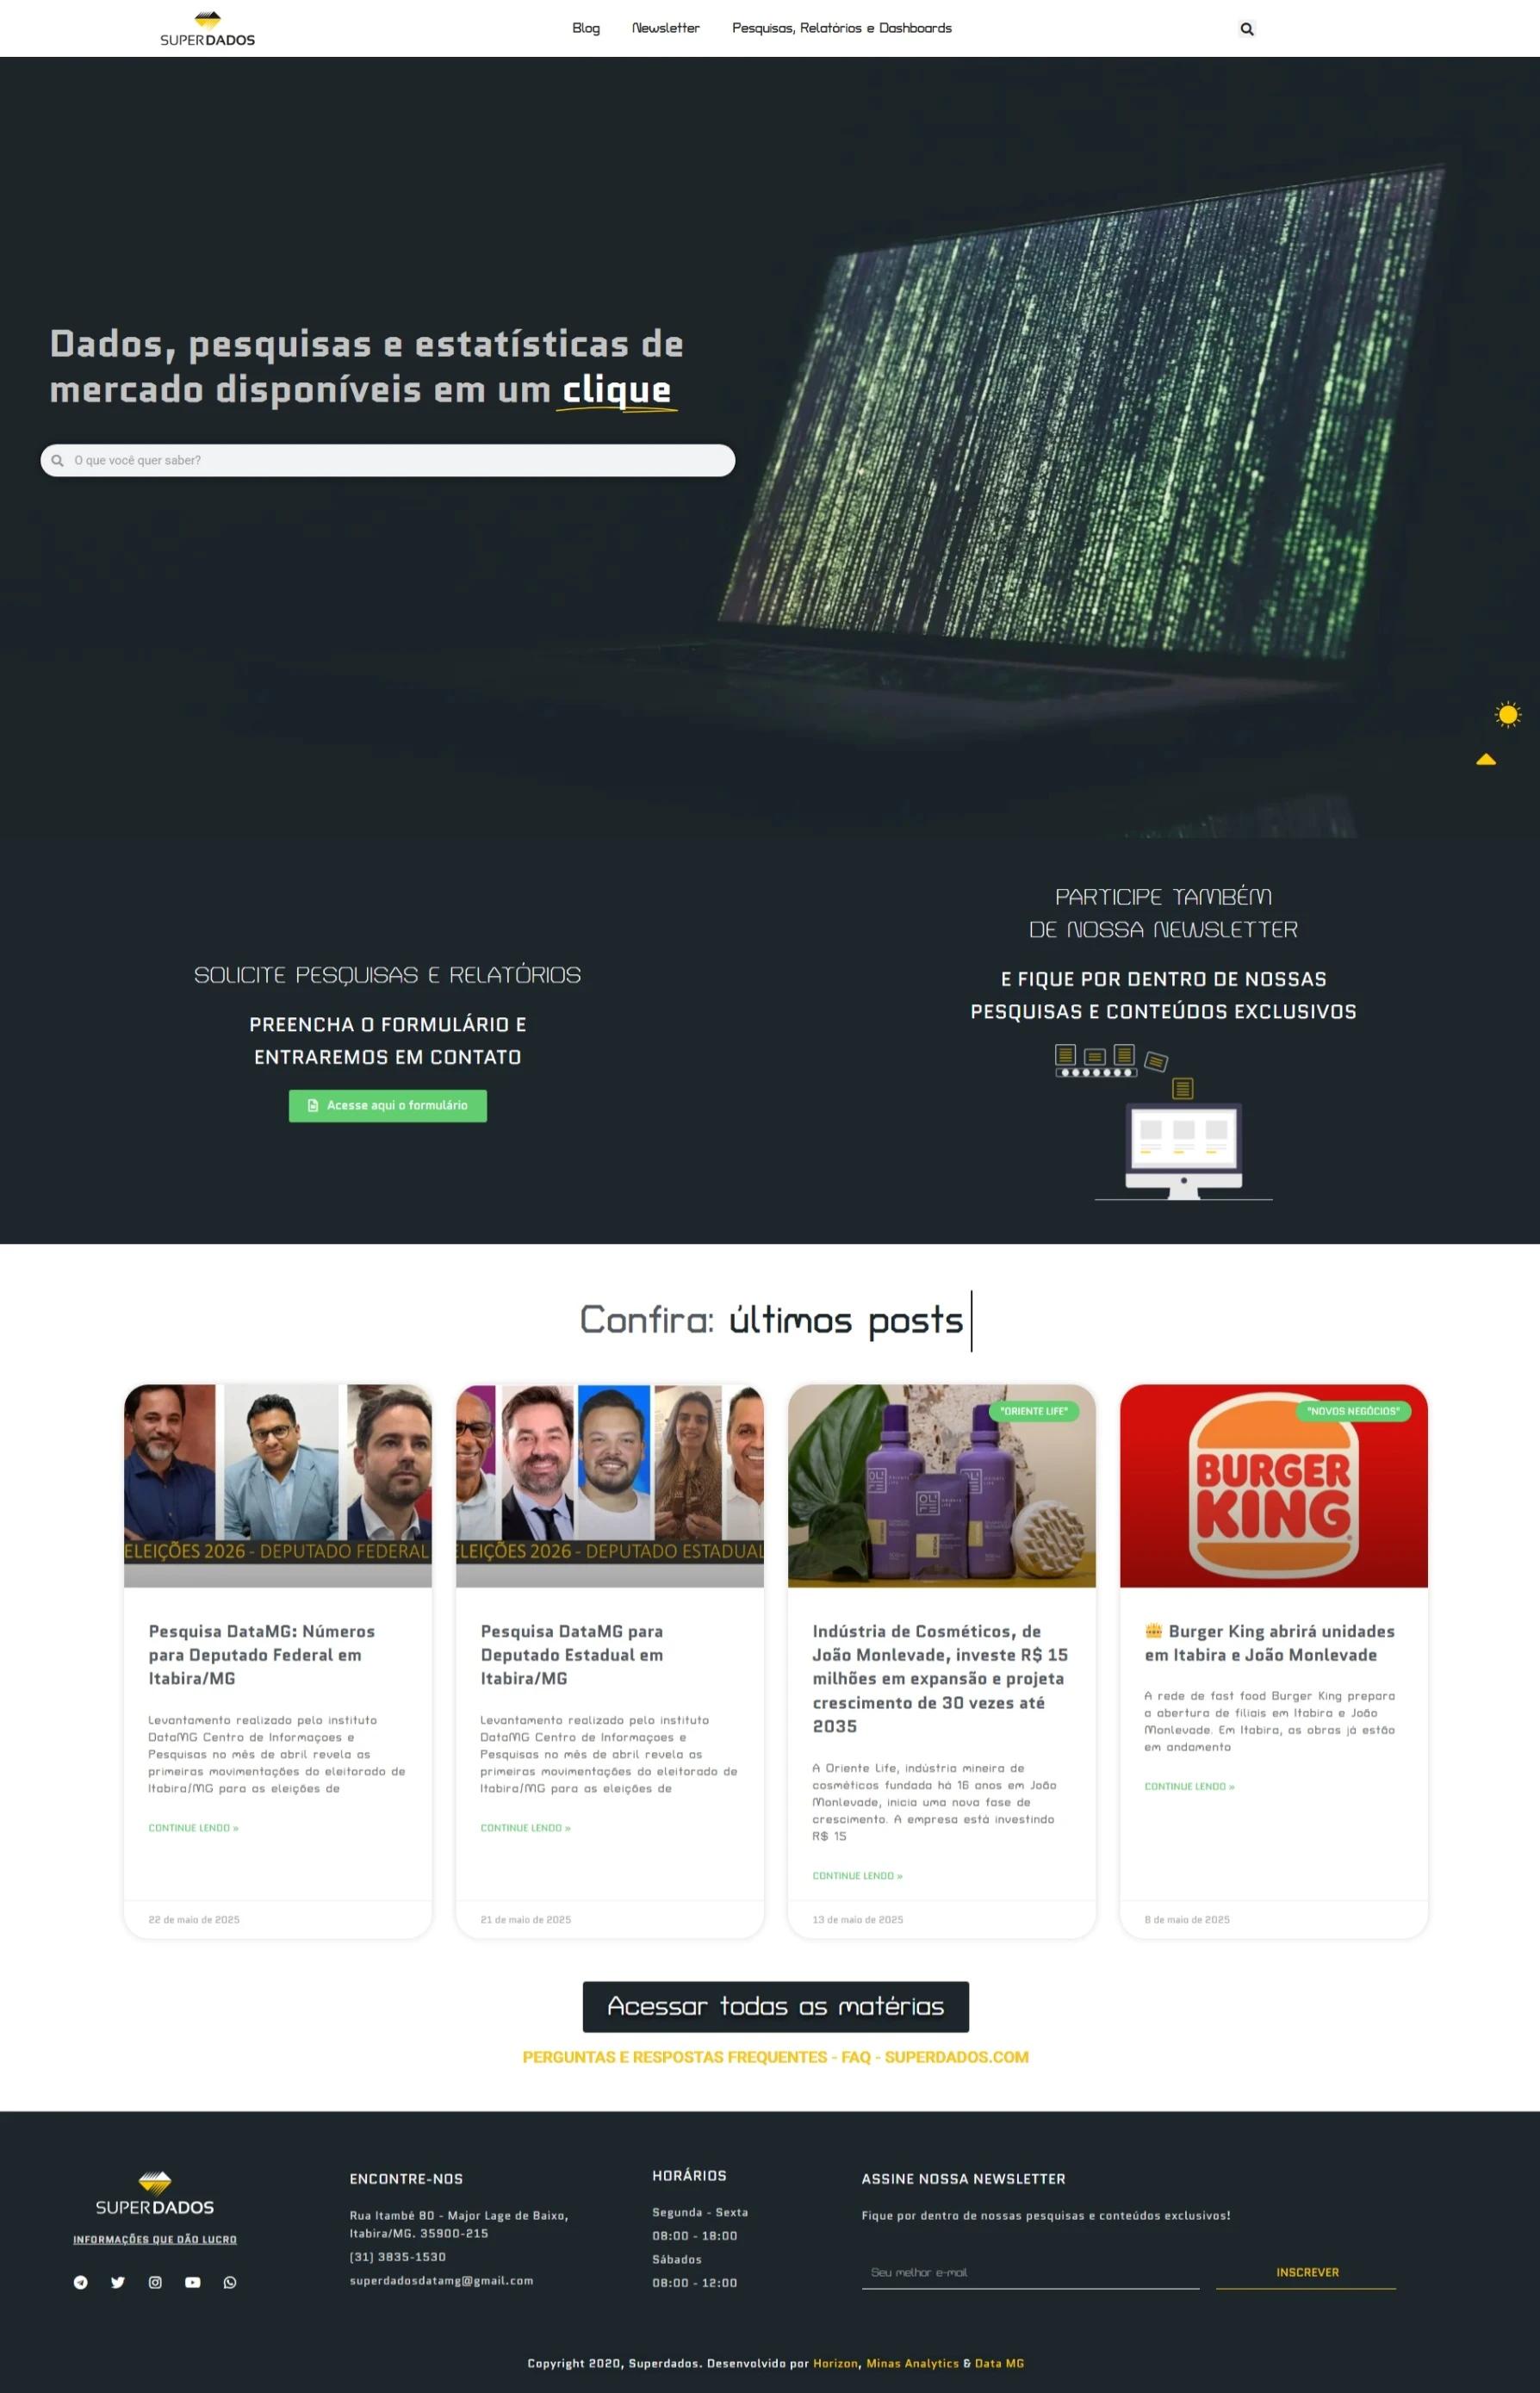 SUPERDADOS
Blog
Newsletter
Pesquisas, Relatórios e Dashboards
Dados, pesquisas e estatísticas de
mercado disponíveis em um clique
O que você quer saber?
SOLICITE PESQUISAS E RELATÓRIOS
PREENCHA O FORMULÁRIO E
ENTRAREMOS EM CONTATO
Acesse aqui o formulário
PARTICIPE TAMBÉM
DE NOSSA NEWSLETTER
E FIQUE POR DENTRO DE NOSSAS
PESQUISAS E CONTEÚDOS EXCLUSIVOS
Confira: últimos posts
ELEIÇÕES 2026 - DEPUTADO FEDERAL
Pesquisa DataMG: Números
para Deputado Federal em
Itabira/MG
Levantamento realizado pelo instituto
DataMG Centro de Informaçoes e
Pesquisas no mês de abril revela as
primeiras movimentações do eleitorado de
Itabira/MG para as eleições de
CONTINUE LENDO »
22 de maio de 2025
ELEIÇÕES 2026 - DEPUTADO ESTADUAL
Pesquisa DataMG para
Deputado Estadual em
Itabira/MG
Levantamento realizado pelo instituto
DataMG Centro de Informaçoes e
Pesquisas no mês de abril revela as
primeiras movimentações do eleitorado de
Itabira/MG para as eleições de
CONTINUE LENDO »
21 de maio de 2025
"ORIENTE LIFE"
Indústria de Cosméticos, de
João Monlevade, investe R$ 15
milhões em expansão e projeta
crescimento de 30 vezes até
2035
A Oriente Life, indústria mineira de
cosméticos fundada há 16 anos em João
Monlevade, inicia uma nova fase de
crescimento. A empresa está investindo
R$ 15
CONTINUE LENDO »
13 de maio de 2025
"NOVOS NEGÓCIOS"
BURGER
KING
🍔 Burger King abrirá unidades
em Itabira e João Monlevade
A rede de fast food Burger King prepara
a abertura de filiais em Itabira e João
Monlevade. Em Itabira, as obras já estão
em andamento
CONTINUE LENDO »
8 de maio de 2025
Acessar todas as matérias
PERGUNTAS E RESPOSTAS FREQUENTES - FAQ - SUPERDADOS.COM
SUPERDADOS
INFORMAÇÕES QUE DÃO LUCRO
ENCONTRE-NOS
Rua Itambé 80 - Major Lage de Baixo,
Itabira/MG. 35900-215
(31) 3835-1530
superdadosdatamg@gmail.com
HORÁRIOS
Segunda - Sexta
08:00 - 18:00
Sábados
08:00 - 12:00
ASSINE NOSSA NEWSLETTER
Fique por dentro de nossas pesquisas e conteúdos exclusivos!
Seu melhor e-mail
INSCREVER
Copyright 2020, Superdados. Desenvolvido por Horizon, Minas Analytics & Data MG